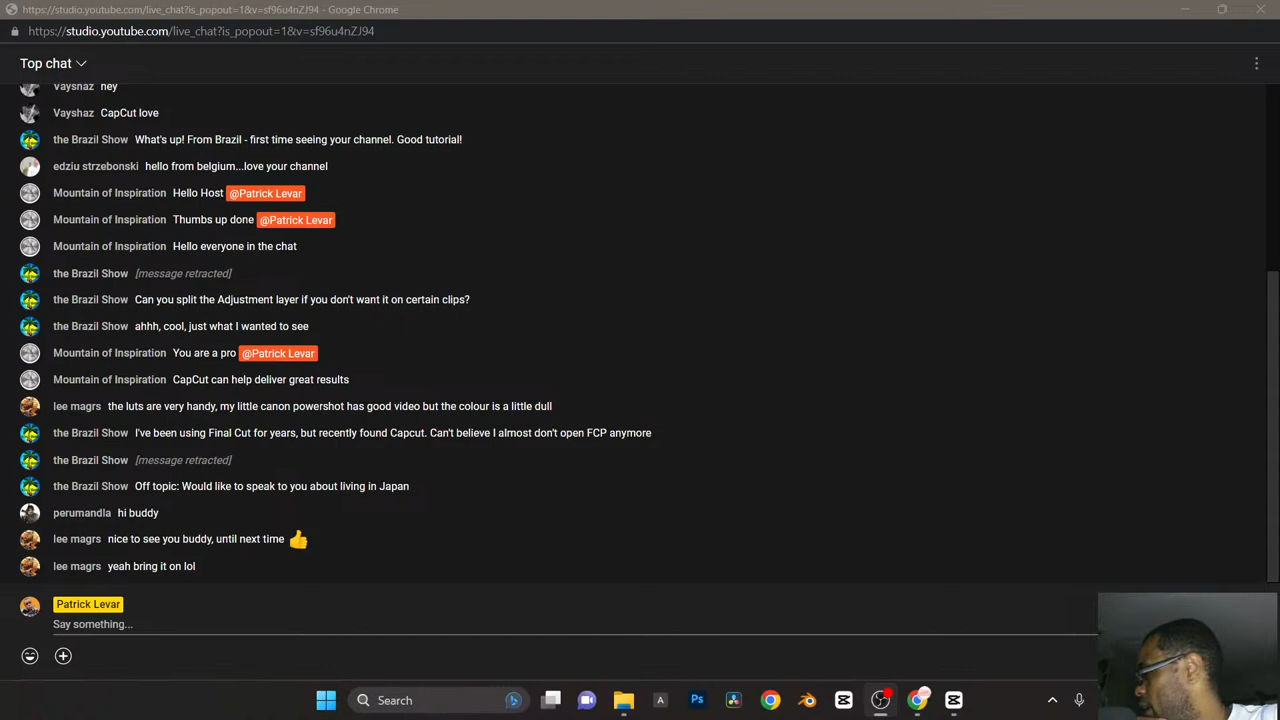 https://studio.youtube.com/live_chat?is_popout=1&v=sf96u4nZJ94 - Google Chrome
https://studio.youtube.com/live_chat?is_popout=1&v=sf96u4nZJ94
Top chat
Vayshaz hey
Vayshaz CapCut love
the Brazil Show What's up! From Brazil - first time seeing your channel. Good tutorial!
edziu strzebonski hello from belgium...love your channel
Mountain of Inspiration Hello Host @Patrick Levar
Mountain of Inspiration Thumbs up done @Patrick Levar
Mountain of Inspiration Hello everyone in the chat
the Brazil Show [message retracted]
the Brazil Show Can you split the Adjustment layer if you don't want it on certain clips?
the Brazil Show ahhh, cool, just what I wanted to see
Mountain of Inspiration You are a pro @Patrick Levar
Mountain of Inspiration CapCut can help deliver great results
lee magrs the luts are very handy, my little canon powershot has good video but the colour is a little dull
the Brazil Show I've been using Final Cut for years, but recently found Capcut. Can't believe I almost don't open FCP anymore
the Brazil Show [message retracted]
the Brazil Show Off topic: Would like to speak to you about living in Japan
perumandla hi buddy
lee magrs nice to see you buddy, until next time 👍
lee magrs yeah bring it on lol
Patrick Levar
Say something...
Search
A
Ps